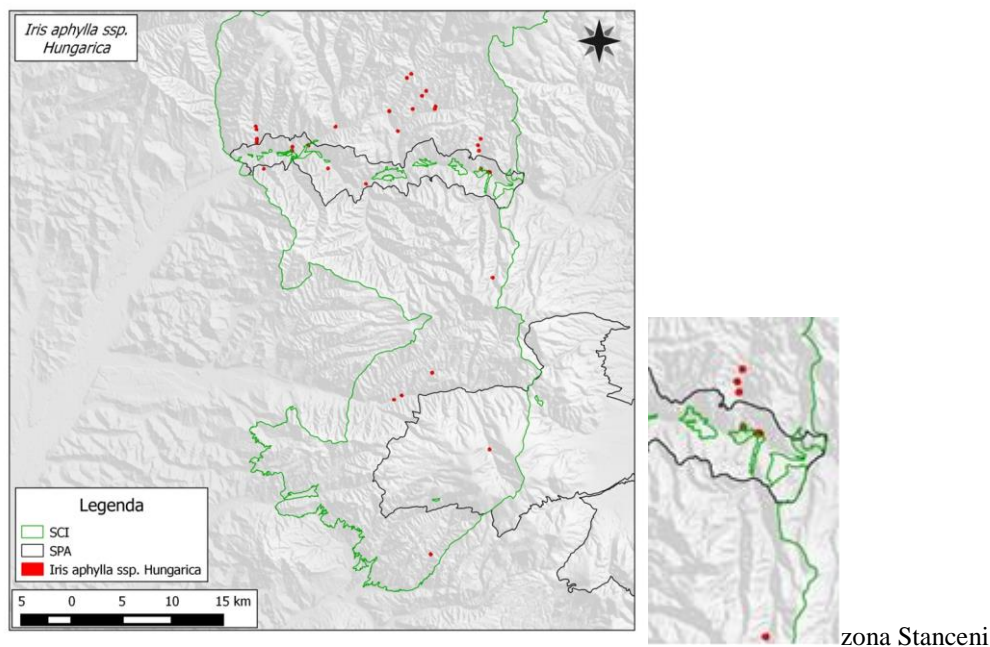 Iris aphylla ssp.
Hungarica
Legenda
SCI
SPA
Iris aphylla ssp. Hungarica
5 0 5 10 15 km
zona Stanceni